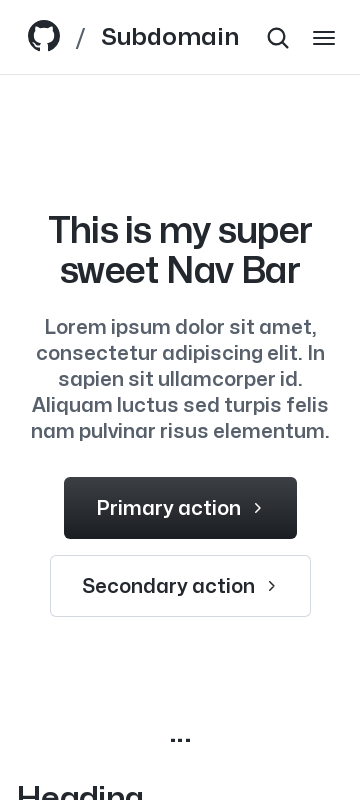 / Subdomain
This is my super
sweet Nav Bar
Lorem ipsum dolor sit amet,
consectetur adipiscing elit. In
sapien sit ullamcorper id.
Aliquam luctus sed turpis felis
nam pulvinar risus elementum.
Primary action
Secondary action
...
Heading